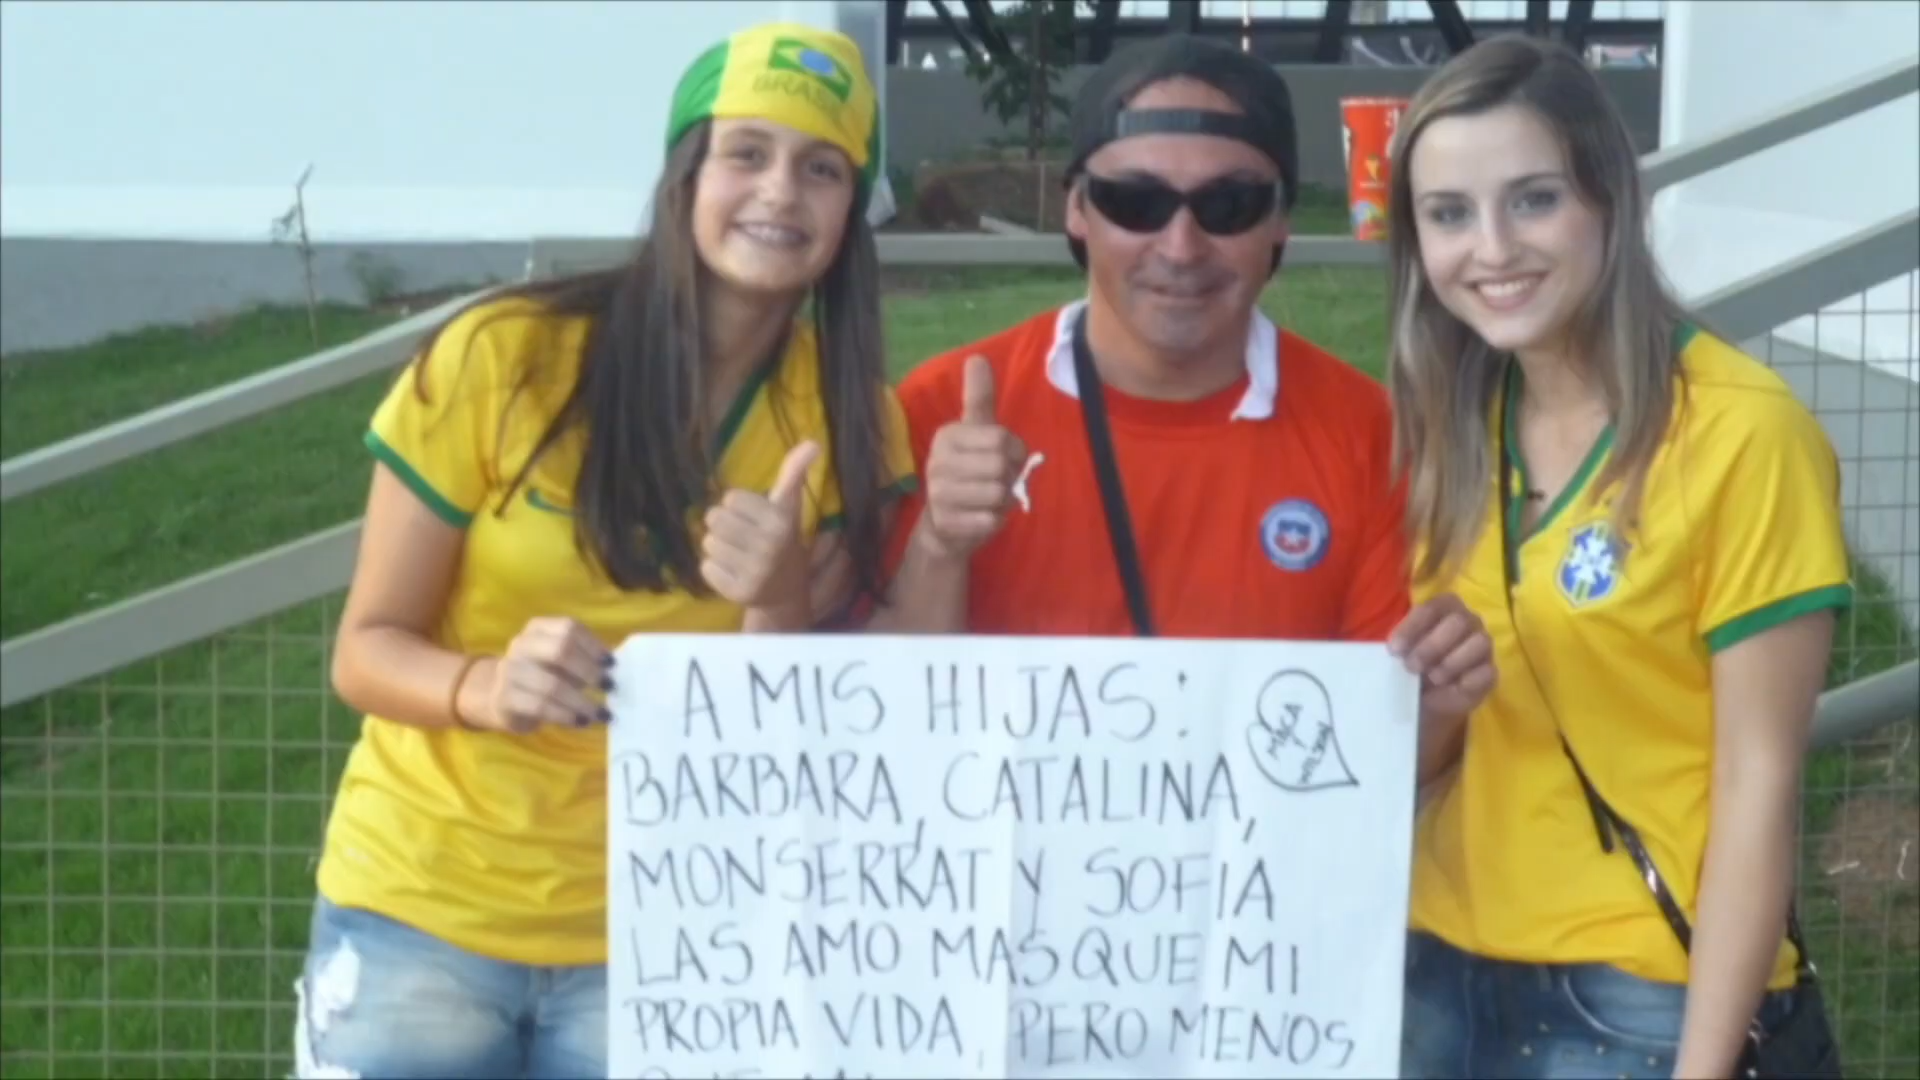 BRASIL
A MIS HIJAS:
BARBARA, CATALINA,
MONSERRAT Y SOFIA
LAS AMO MAS QUE MI
PROPIA VIDA, PERO MENOS